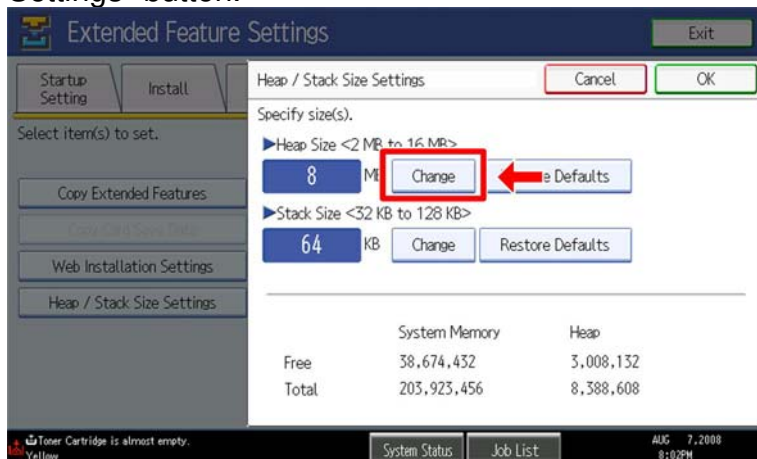 Settings" button.
Extended Feature Settings
Exit
Startup
Setting
Install
Select item(s) to set.
Copy Extended Features
Copy Card Save Data
Web Installation Settings
Heap / Stack Size Settings
Heap / Stack Size Settings
Cancel
OK
Specify size(s).
▶Heap Size <2 MB to 16 MB>
8
Change
e Defaults
▶Stack Size <32 KB to 128 KB>
64
KB
Change
Restore Defaults
System Memory
Heap
Free
38,674,432
3,008,132
Total
203,923,456
8,388,608
Toner Cartridge is almost empty.
Yellow
System Status
Job List
AUG 7.2008
8:02PM